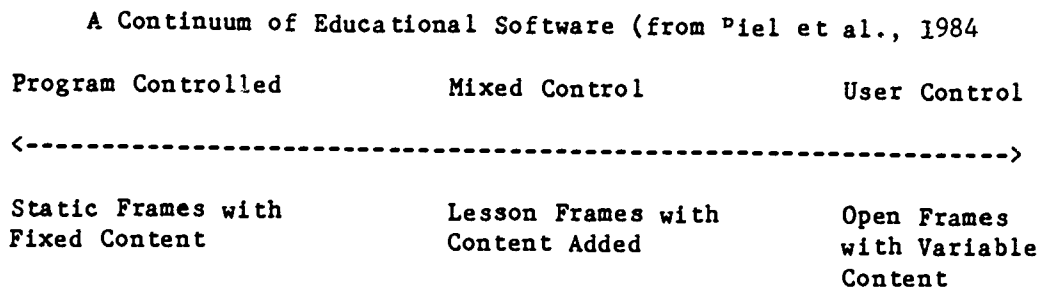 A Continuum of Educational Software (from Diel et al., 1984
Program Controlled Mixed Control User Control
<----------------------------------------------------------------->
Static Frames with Lesson Frames with Open Frames
Fixed Content Content Added with Variable
Content